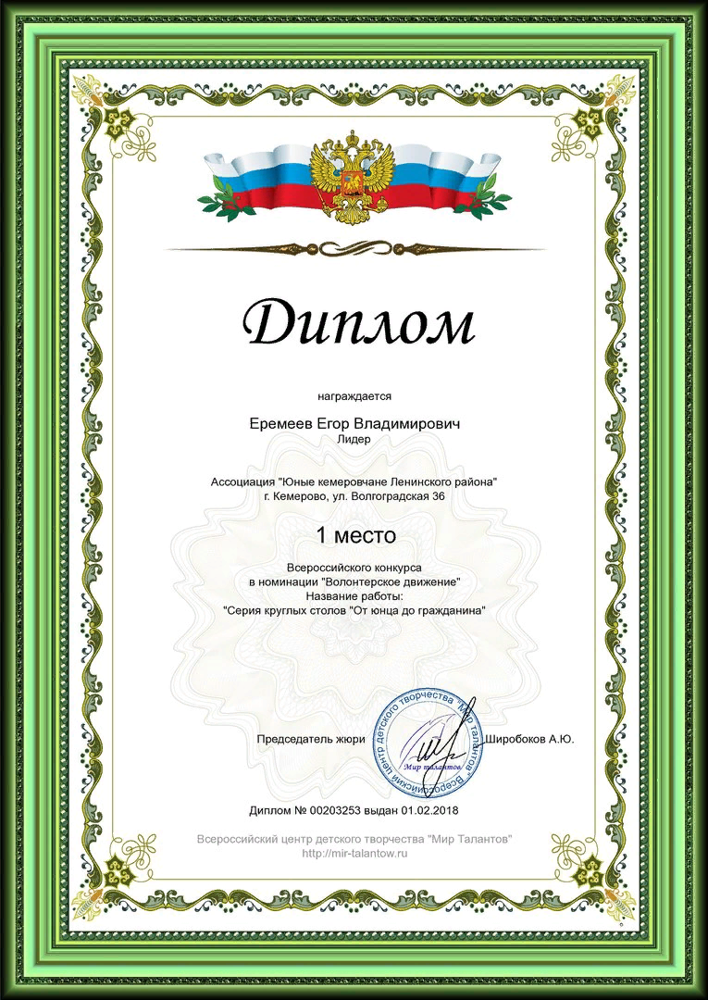 Диплом
награждается
Еремеев Егор Владимирович
Лидер
Ассоциация "Юные кемеровчане Ленинского района"
г. Кемерово, ул. Волгоградская 36
1 место
Всероссийского конкурса
в номинации "Волонтерское движение"
Название работы:
"Серия круглых столов "От юнца до гражданина"
Председатель жюри
Всероссийский центр детского творчества "Мир талантов"
Мир талантов
Широбоков А.Ю.
Диплом № 00203253 выдан 01.02.2018
Всероссийский центр детского творчества "Мир Талантов"
http://mir-talantow.ru